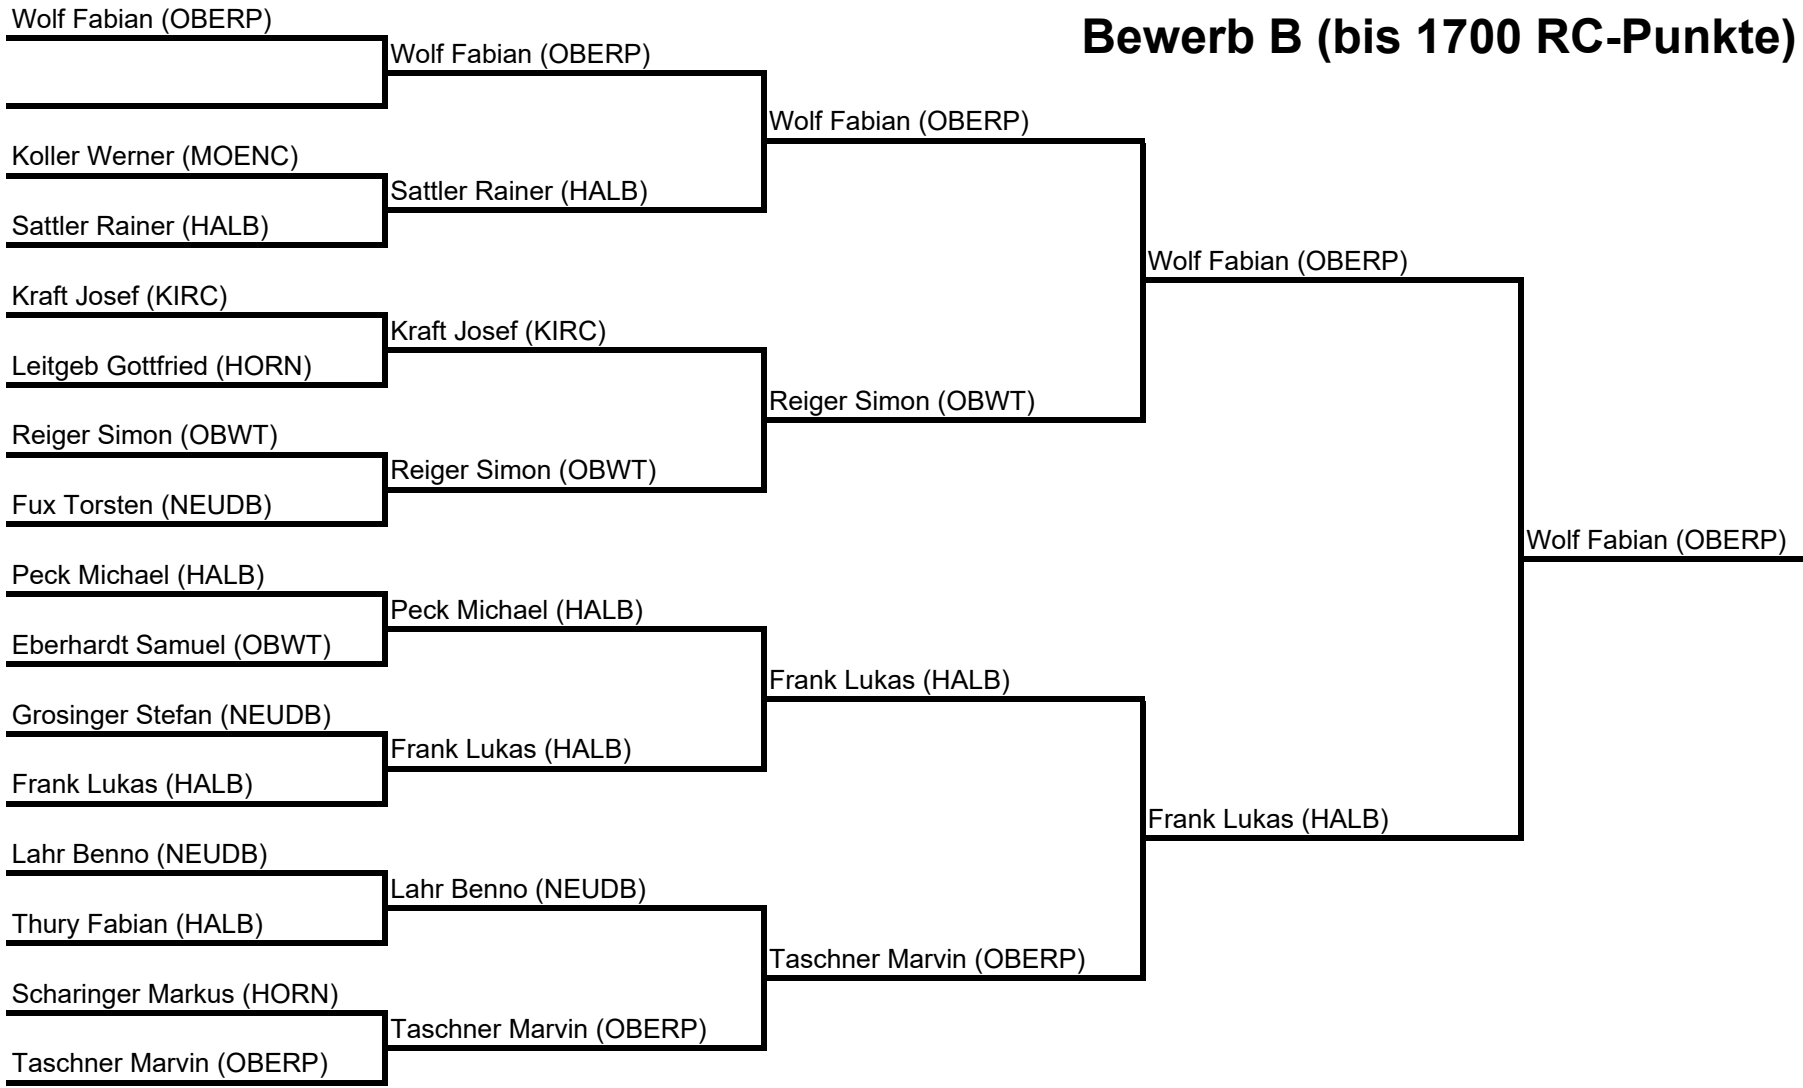 Bewerb B (bis 1700 RC-Punkte)
Wolf Fabian (OBERP)
Koller Werner (MOENC)
Sattler Rainer (HALB)
Kraft Josef (KIRC)
Leitgeb Gottfried (HORN)
Reiger Simon (OBWT)
Fux Torsten (NEUDB)
Peck Michael (HALB)
Eberhardt Samuel (OBWT)
Grosinger Stefan (NEUDB)
Frank Lukas (HALB)
Lahr Benno (NEUDB)
Thury Fabian (HALB)
Scharinger Markus (HORN)
Taschner Marvin (OBERP)
Wolf Fabian (OBERP)
Sattler Rainer (HALB)
Kraft Josef (KIRC)
Reiger Simon (OBWT)
Peck Michael (HALB)
Frank Lukas (HALB)
Lahr Benno (NEUDB)
Taschner Marvin (OBERP)
Wolf Fabian (OBERP)
Reiger Simon (OBWT)
Frank Lukas (HALB)
Taschner Marvin (OBERP)
Wolf Fabian (OBERP)
Frank Lukas (HALB)
Wolf Fabian (OBERP)